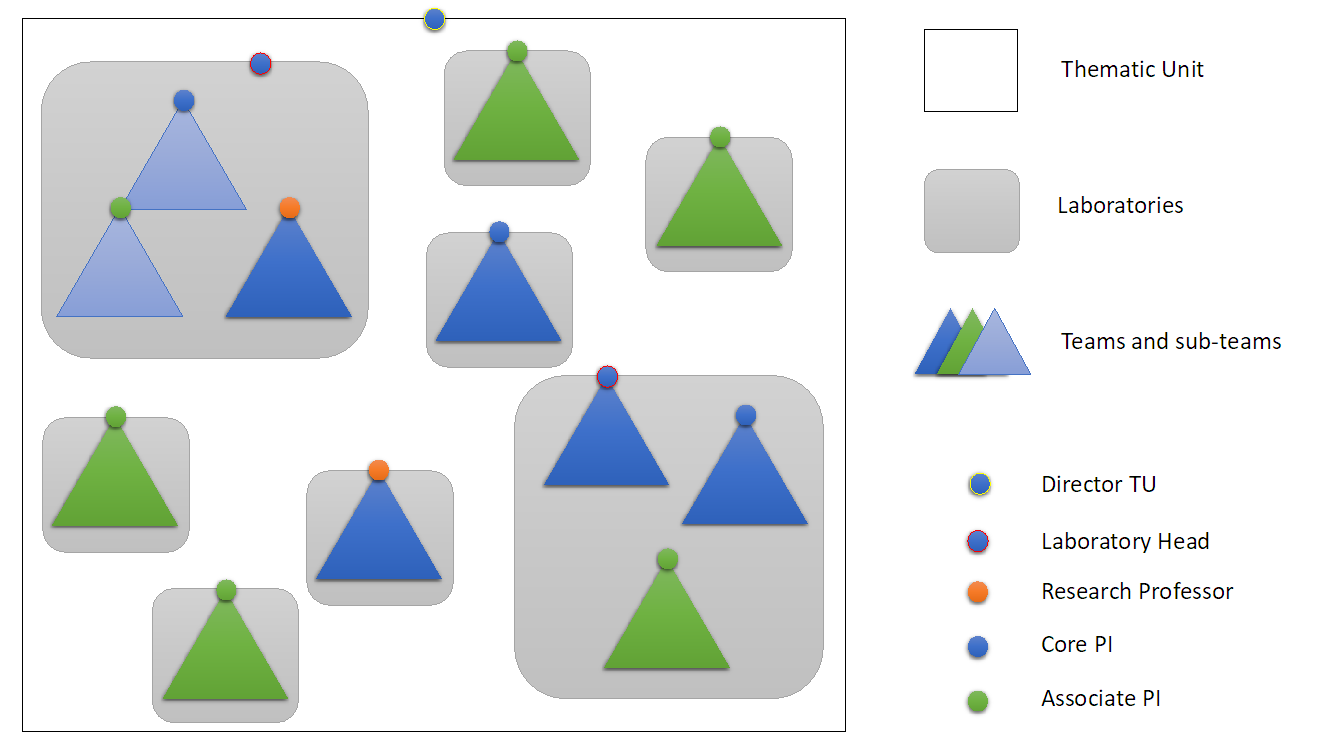 Thematic Unit
Laboratories
Teams and sub-teams
Director TU
Laboratory Head
Research Professor
Core PI
Associate PI